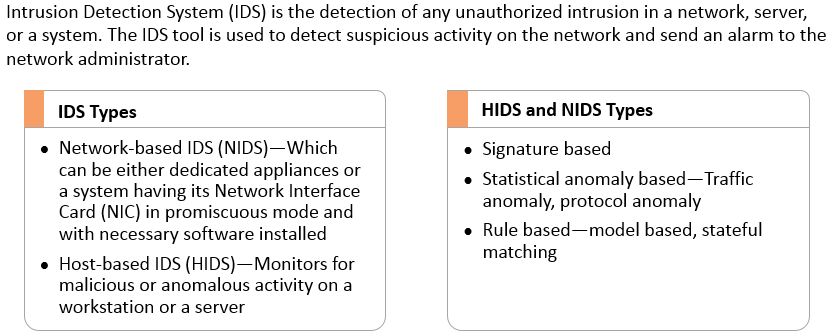 Intrusion Detection System (IDS) is the detection of any unauthorized intrusion in a network, server,
or a system. The IDS tool is used to detect suspicious activity on the network and send an alarm to the
network administrator.
IDS Types
• Network-based IDS (NIDS)—Which
can be either dedicated appliances or
a system having its Network Interface
Card (NIC) in promiscuous mode and
with necessary software installed
• Host-based IDS (HIDS)—Monitors for
malicious or anomalous activity on a
workstation or a server
HIDS and NIDS Types
• Signature based
• Statistical anomaly based—Traffic
anomaly, protocol anomaly
• Rule based—model based, stateful
matching